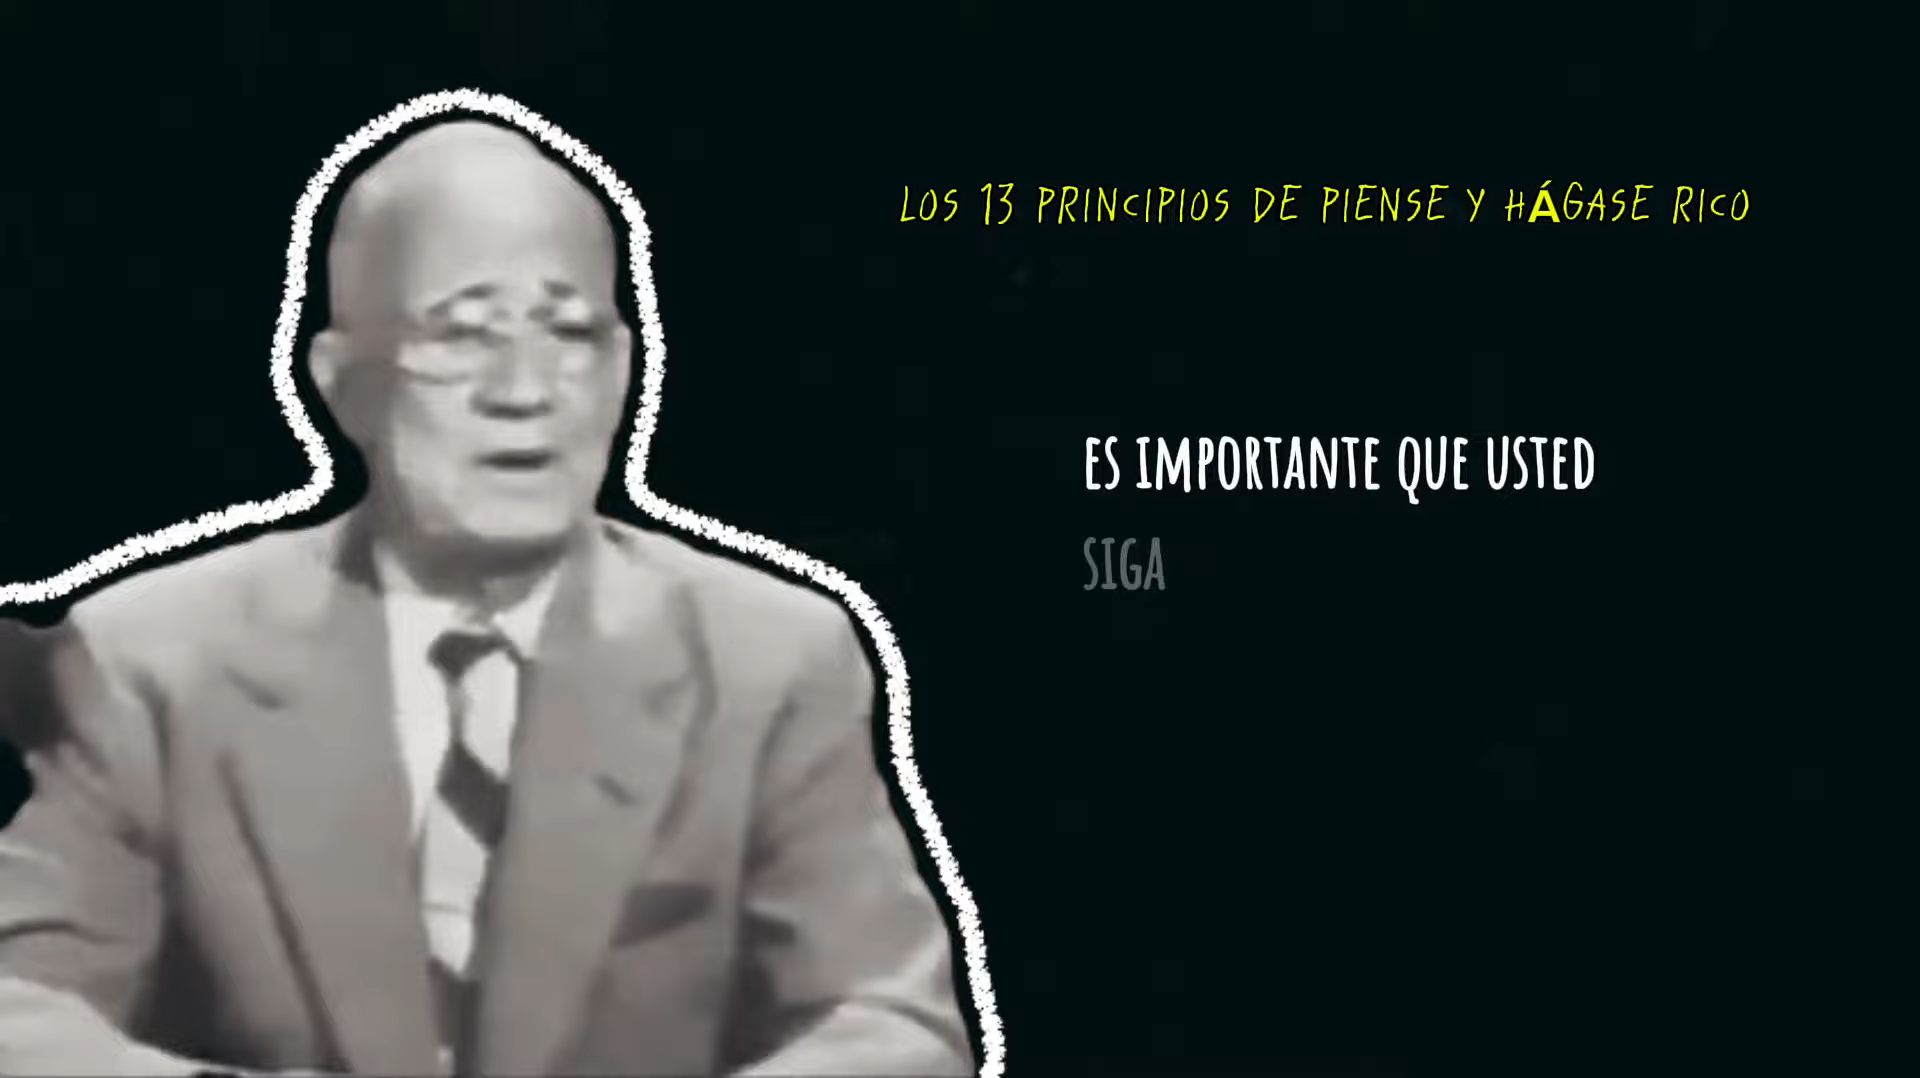 LOS 13 PRINCIPIOS DE PIENSE Y HÁGASE RICO
ES IMPORTANTE QUE USTED
SIGA